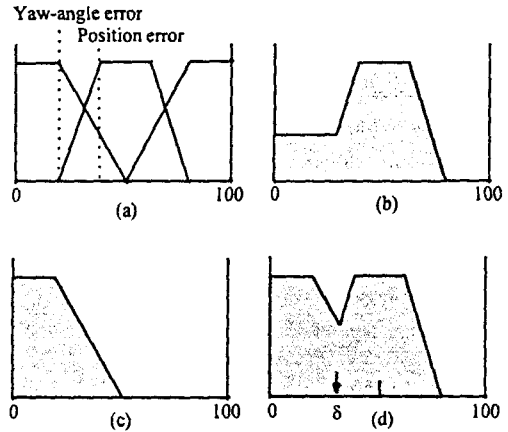 Yaw-angle error
Position error
0 100
(a)
0 100
(b)
0 100
(c)
0 δ 100
(d)